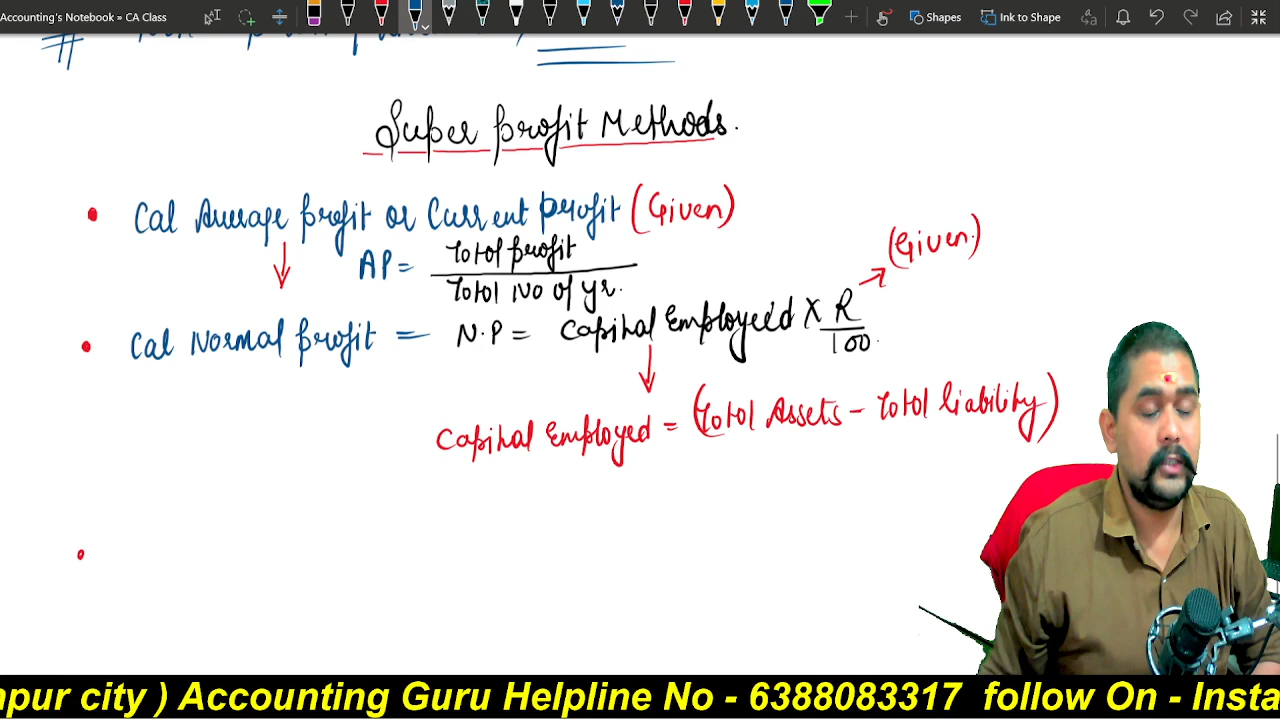 Accounting's Notebook » CA Class
Shapes
Ink to Shape
#
Super Profit Methods.
• Cal Average profit or Current profit (Given)
AP = Total profit / Total No of yr.
(Given)
• Cal Normal profit = N.P = Capital Employed X R / 100
Capital Employed = (Total Assets - Total liability)
•
npur city ) Accounting Guru Helpline No - 6388083317 follow On - Insta